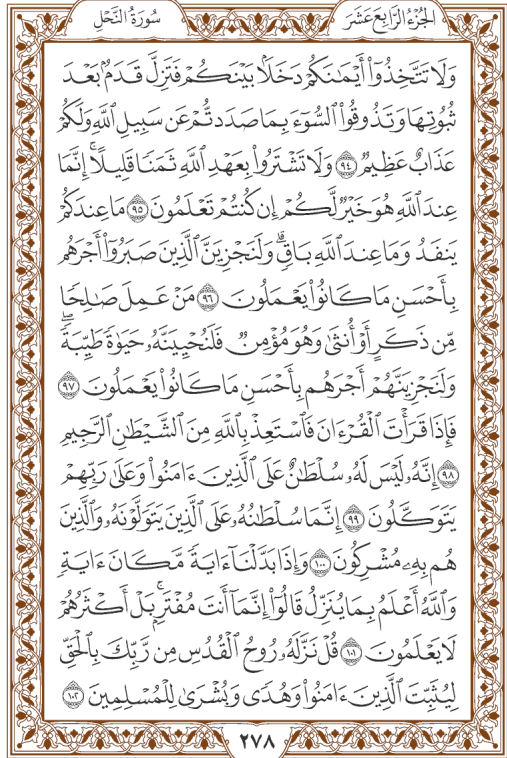 الجُزْءُ الرَّابِعَ عَشَرَ
سُورَةُ النَّحْلِ
وَلَا تَتَّخِذُوٓا۟ أَيْمَـٰنَكُمْ دَخَلًۢا بَيْنَكُمْ فَتَزِلَّ قَدَمٌۢ بَعْدَ
ثُبُوتِهَا وَتَذُوقُوا۟ ٱلسُّوٓءَ بِمَا صَدَدتُّمْ عَن سَبِيلِ ٱللَّهِ وَلَكُمْ
عَذَابٌ عَظِيمٌ ٩٤ وَلَا تَشْتَرُوا۟ بِعَهْدِ ٱللَّهِ ثَمَنًا قَلِيلًا ۚ إِنَّمَا
عِندَ ٱللَّهِ هُوَ خَيْرٌ لَّكُمْ إِن كُنتُمْ تَعْلَمُونَ ٩٥ مَا عِندَكُمْ
يَنفَدُ وَمَا عِندَ ٱللَّهِ بَاقٍ ۗ وَلَنَجْزِيَنَّ ٱلَّذِينَ صَبَرُوٓا۟ أَجْرَهُم
بِأَحْسَنِ مَا كَانُوا۟ يَعْمَلُونَ ٩٦ مَنْ عَمِلَ صَـٰلِحًا
مِّن ذَكَرٍ أَوْ أُنثَىٰ وَهُوَ مُؤْمِنٌ فَلَنُحْيِيَنَّهُۥ حَيَوٰةً طَيِّبَةً ۖ
وَلَنَجْزِيَنَّهُمْ أَجْرَهُم بِأَحْسَنِ مَا كَانُوا۟ يَعْمَلُونَ ٩٧
فَإِذَا قَرَأْتَ ٱلْقُرْءَانَ فَٱسْتَعِذْ بِٱللَّهِ مِنَ ٱلشَّيْطَـٰنِ ٱلرَّجِيمِ
٩٨ إِنَّهُۥ لَيْسَ لَهُۥ سُلْطَـٰنٌ عَلَى ٱلَّذِينَ ءَامَنُوا۟ وَعَلَىٰ رَبِّهِمْ
يَتَوَكَّلُونَ ٩٩ إِنَّمَا سُلْطَـٰنُهُۥ عَلَى ٱلَّذِينَ يَتَوَلَّوْنَهُۥ وَٱلَّذِينَ
هُم بِهِۦ مُشْرِكُونَ ١٠٠ وَإِذَا بَدَّلْنَآ ءَايَةً مَّكَانَ ءَايَةٍ ۙ
وَٱللَّهُ أَعْلَمُ بِمَا يُنَزِّلُ قَالُوٓا۟ إِنَّمَآ أَنتَ مُفْتَرٍۭ ۚ بَلْ أَكْثَرُهُمْ
لَا يَعْلَمُونَ ١٠١ قُلْ نَزَّلَهُۥ رُوحُ ٱلْقُدُسِ مِن رَّبِّكَ بِٱلْحَقِّ
لِيُثَبِّتَ ٱلَّذِينَ ءَامَنُوا۟ وَهُدًى وَبُشْرَىٰ لِلْمُسْلِمِينَ ١٠٢
٢٧٨